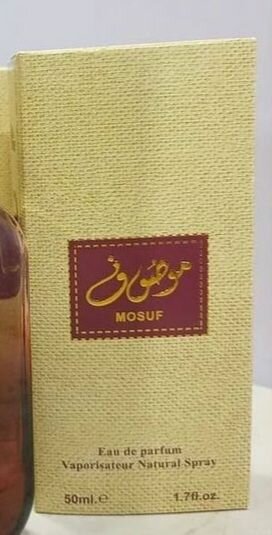 موصوف
MOSUF
Eau de parfum
Vaporisateur Natural Spray
50ml.e 1.7fl.oz.